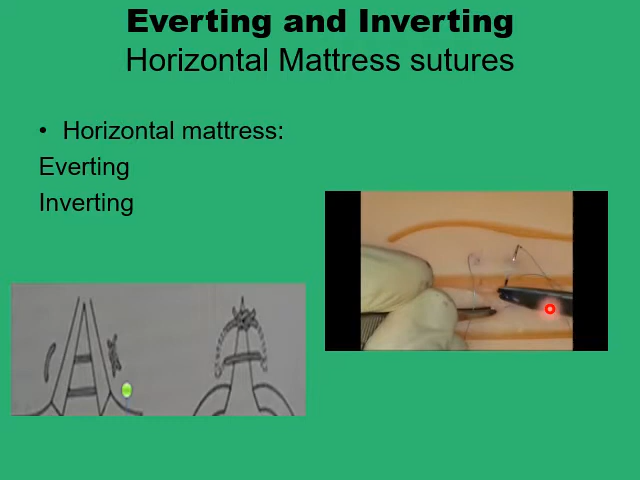 Everting and Inverting
Horizontal Mattress sutures
• Horizontal mattress:
Everting
Inverting